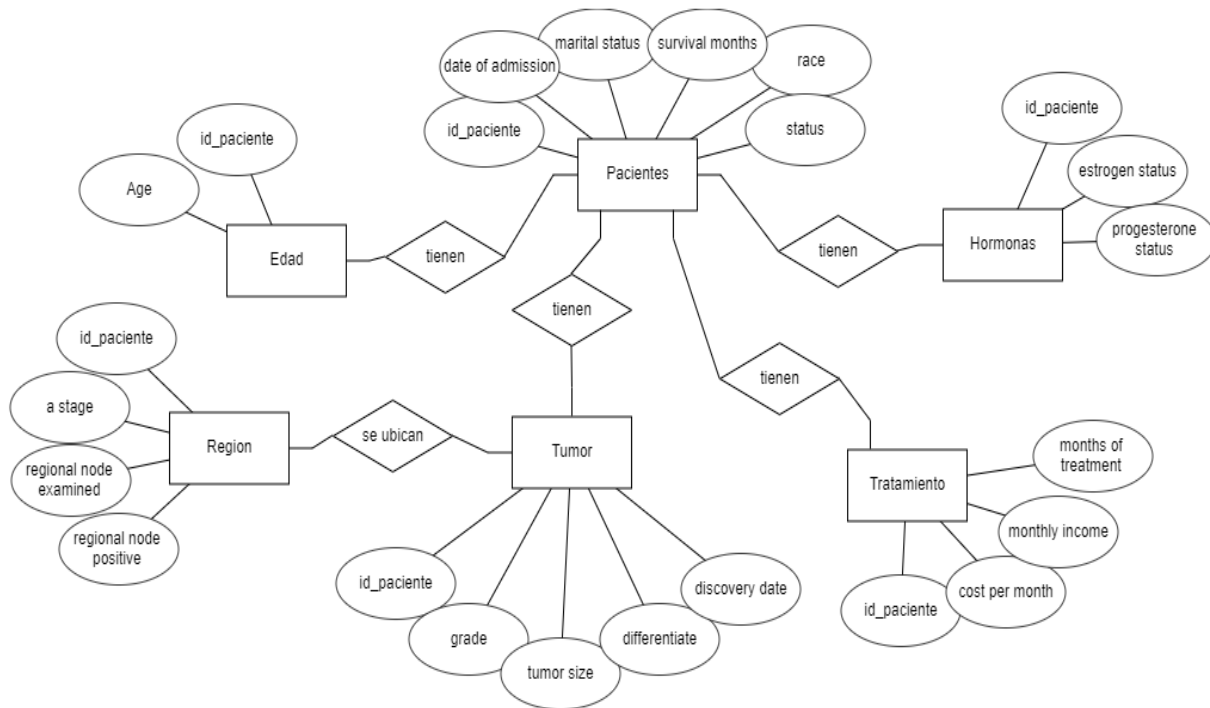 marital status
survival months
date of admission
race
id_paciente
status
Pacientes
id_paciente
Age
Edad
tienen
id_paciente
estrogen status
progesterone
status
Hormonas
tienen
tienen
tienen
id_paciente
a stage
regional node
examined
regional node
positive
Region
se ubican
Tumor
id_paciente
grade
tumor size
differentiate
discovery date
Tratamiento
months of
treatment
monthly income
cost per month
id_paciente